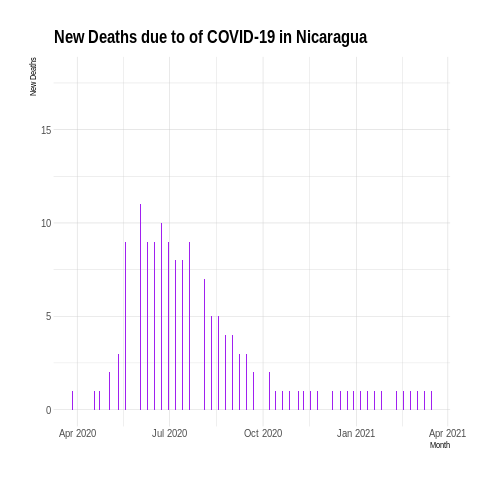 New Deaths due to of COVID-19 in Nicaragua
New Deaths
15
10
5
0
Apr 2020
Jul 2020
Oct 2020
Jan 2021
Apr 2021
Month